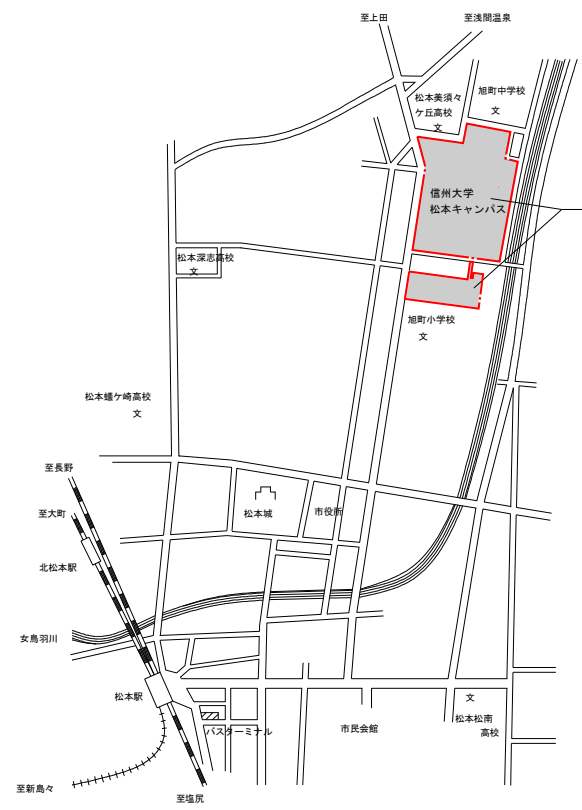 至上田
至浅間温泉
旭町中学校
文
松本美須々
ケ丘高校
文
信州大学
松本キャンパス
松本深志高校
文
旭町小学校
文
松本蟻ケ崎高校
文
至長野
至大町
松本城
市役所
北松本駅
女鳥羽川
松本駅
文
松本松南
高校
市民会館
バスターミナル
至新島々
至塩尻